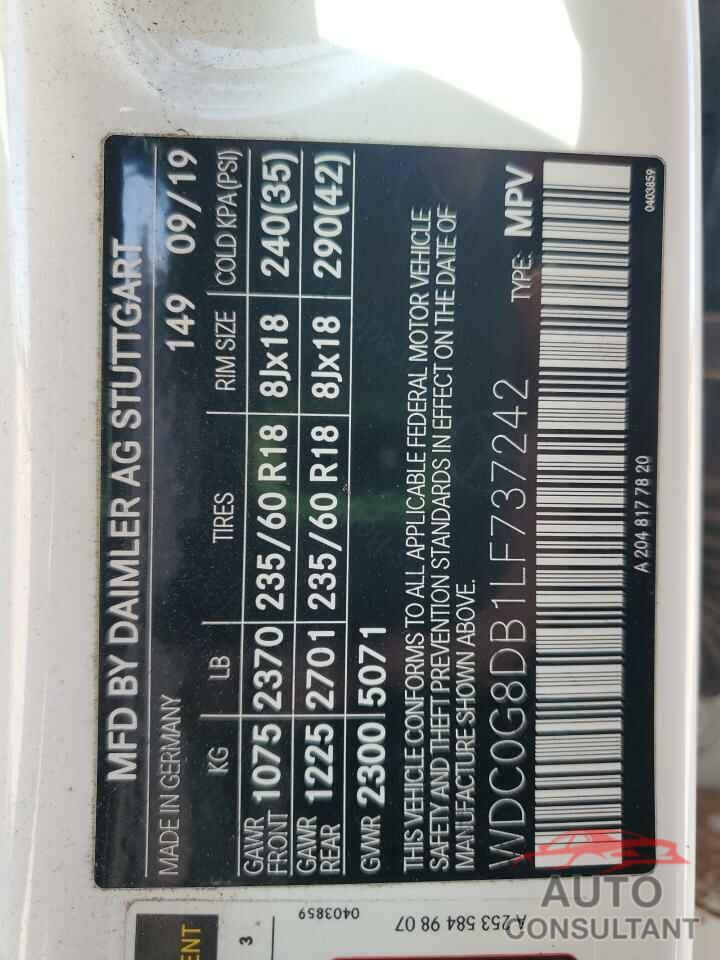 MFD BY DAIMLER AG STUTTGART
MADE IN GERMANY 149 09/19
KG LB TIRES RIM SIZE COLD KPA(PSI)
GAWR FRONT 1075 2370 235/60 R18 8Jx18 240(35)
GAWR REAR 1225 2701 235/60 R18 8Jx18 290(42)
GVWR 2300 5071
THIS VEHICLE CONFORMS TO ALL APPLICABLE FEDERAL MOTOR VEHICLE
SAFETY AND THEFT PREVENTION STANDARDS IN EFFECT ON THE DATE OF
MANUFACTURE SHOWN ABOVE.
WDC0G8DB1LF737242 TYPE: MPV
A 204 817 78 20 0403859
ENT
3
0403859
A 253 584 98 07
AUTO
CONSULTANT